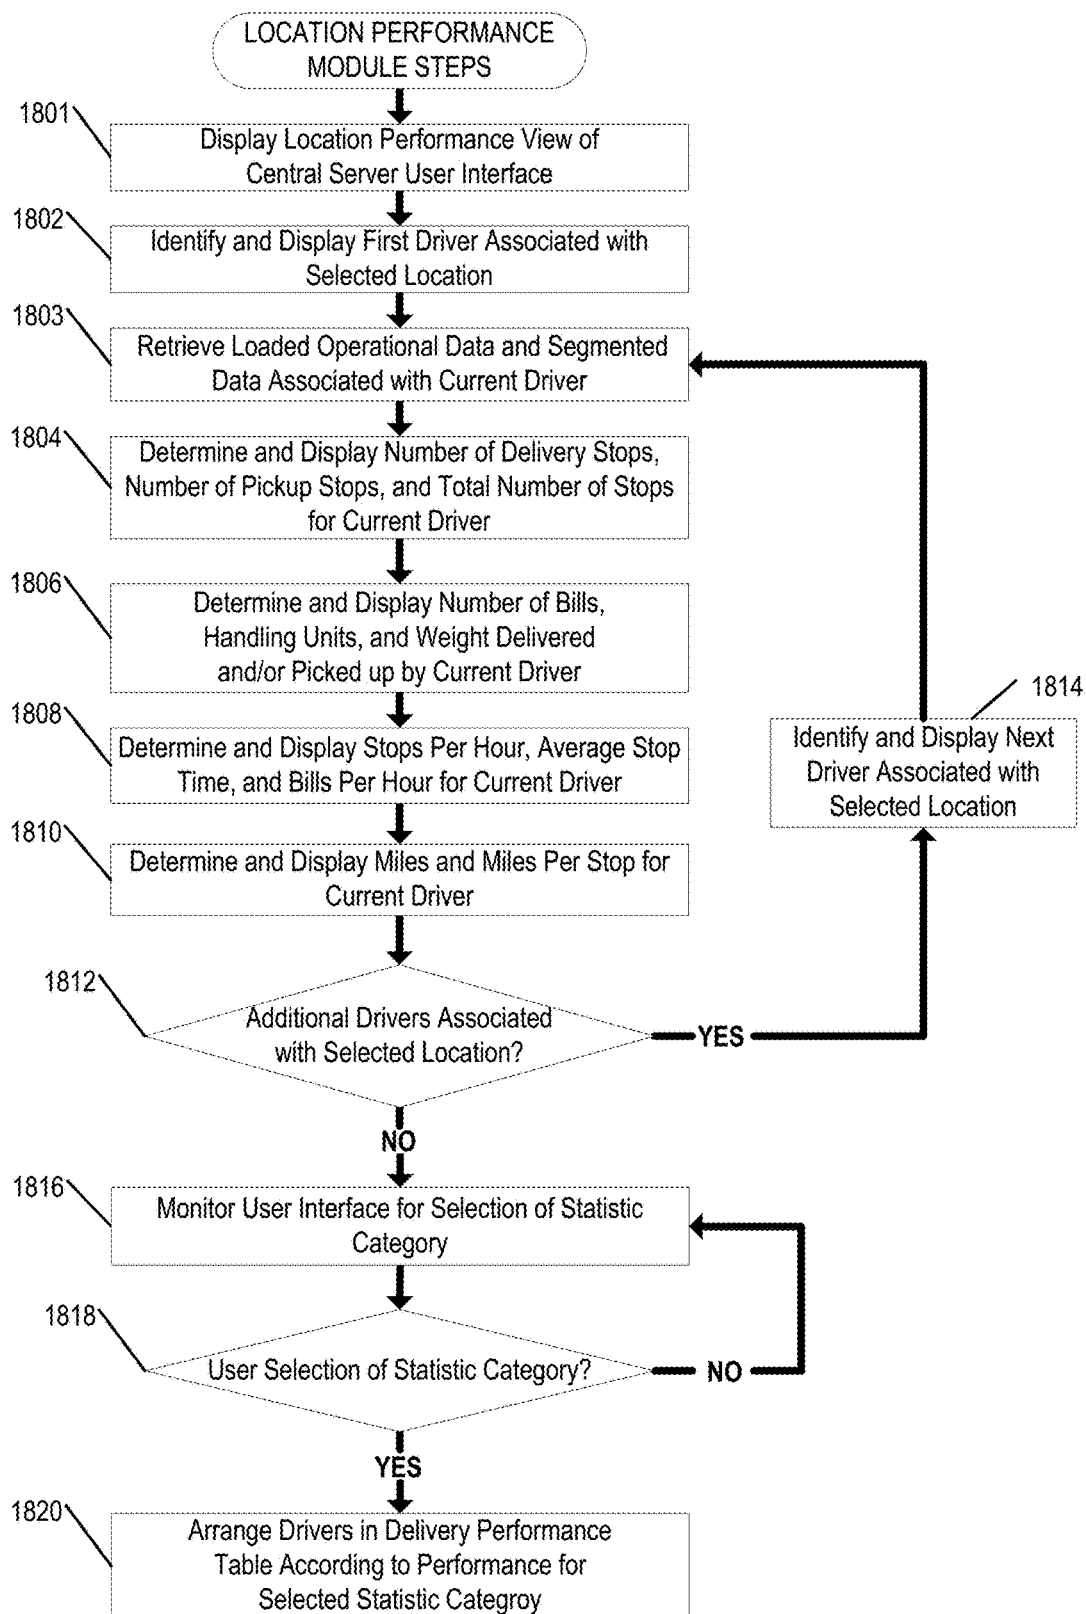 LOCATION PERFORMANCE
MODULE STEPS
1801
Display Location Performance View of
Central Server User Interface
1802
Identify and Display First Driver Associated with
Selected Location
1803
Retrieve Loaded Operational Data and Segmented
Data Associated with Current Driver
1804
Determine and Display Number of Delivery Stops,
Number of Pickup Stops, and Total Number of Stops
for Current Driver
1806
Determine and Display Number of Bills,
Handling Units, and Weight Delivered
and/or Picked up by Current Driver
1808
Determine and Display Stops Per Hour, Average Stop
Time, and Bills Per Hour for Current Driver
1810
Determine and Display Miles and Miles Per Stop for
Current Driver
1812
Additional Drivers Associated
with Selected Location?
YES
1814
Identify and Display Next
Driver Associated with
Selected Location
NO
1816
Monitor User Interface for Selection of Statistic
Category
1818
User Selection of Statistic Category?
NO
YES
1820
Arrange Drivers in Delivery Performance
Table According to Performance for
Selected Statistic Categroy